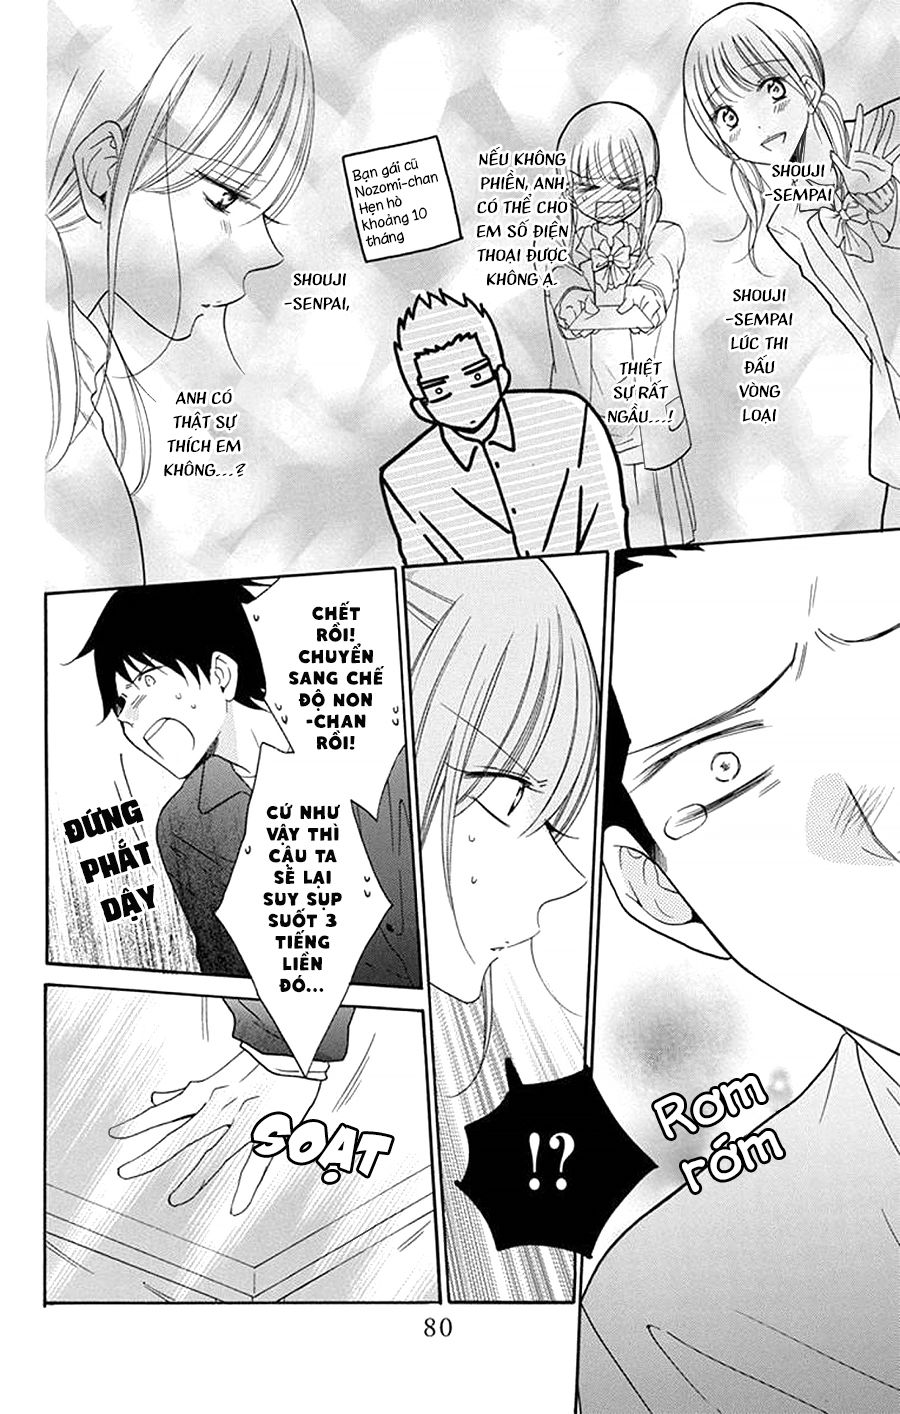 SHOUJI
-SEMPAI
SHOUJI
-SEMPAI
LÚC THI
ĐẤU
VÒNG
LOẠI
NẾU KHÔNG
PHIỀN, ANH
CÓ THỂ CHO
EM SỐ ĐIỆN
THOẠI ĐƯỢC
KHÔNG Ạ.
THIỆT
SỰ RẤT
NGẦU...!
Bạn gái cũ
Nozomi-chan
Hẹn hò
khoảng 10
tháng
SHOUJI
-SENPAI,
ANH CÓ
THẬT SỰ
THÍCH EM
KHÔNG...?
Rơm
rớm
!?
CHẾT
RỒI!
CHUYỂN
SANG CHẾ
ĐỘ NON
-CHAN
RỒI!
CỨ NHƯ
VẬY THÌ
CẬU TA
SẼ LẠI
SUY SỤP
SUỐT 3
TIẾNG
LIỀN
ĐÓ...
ĐỨNG
PHẮT
DẬY
SOẠT
80